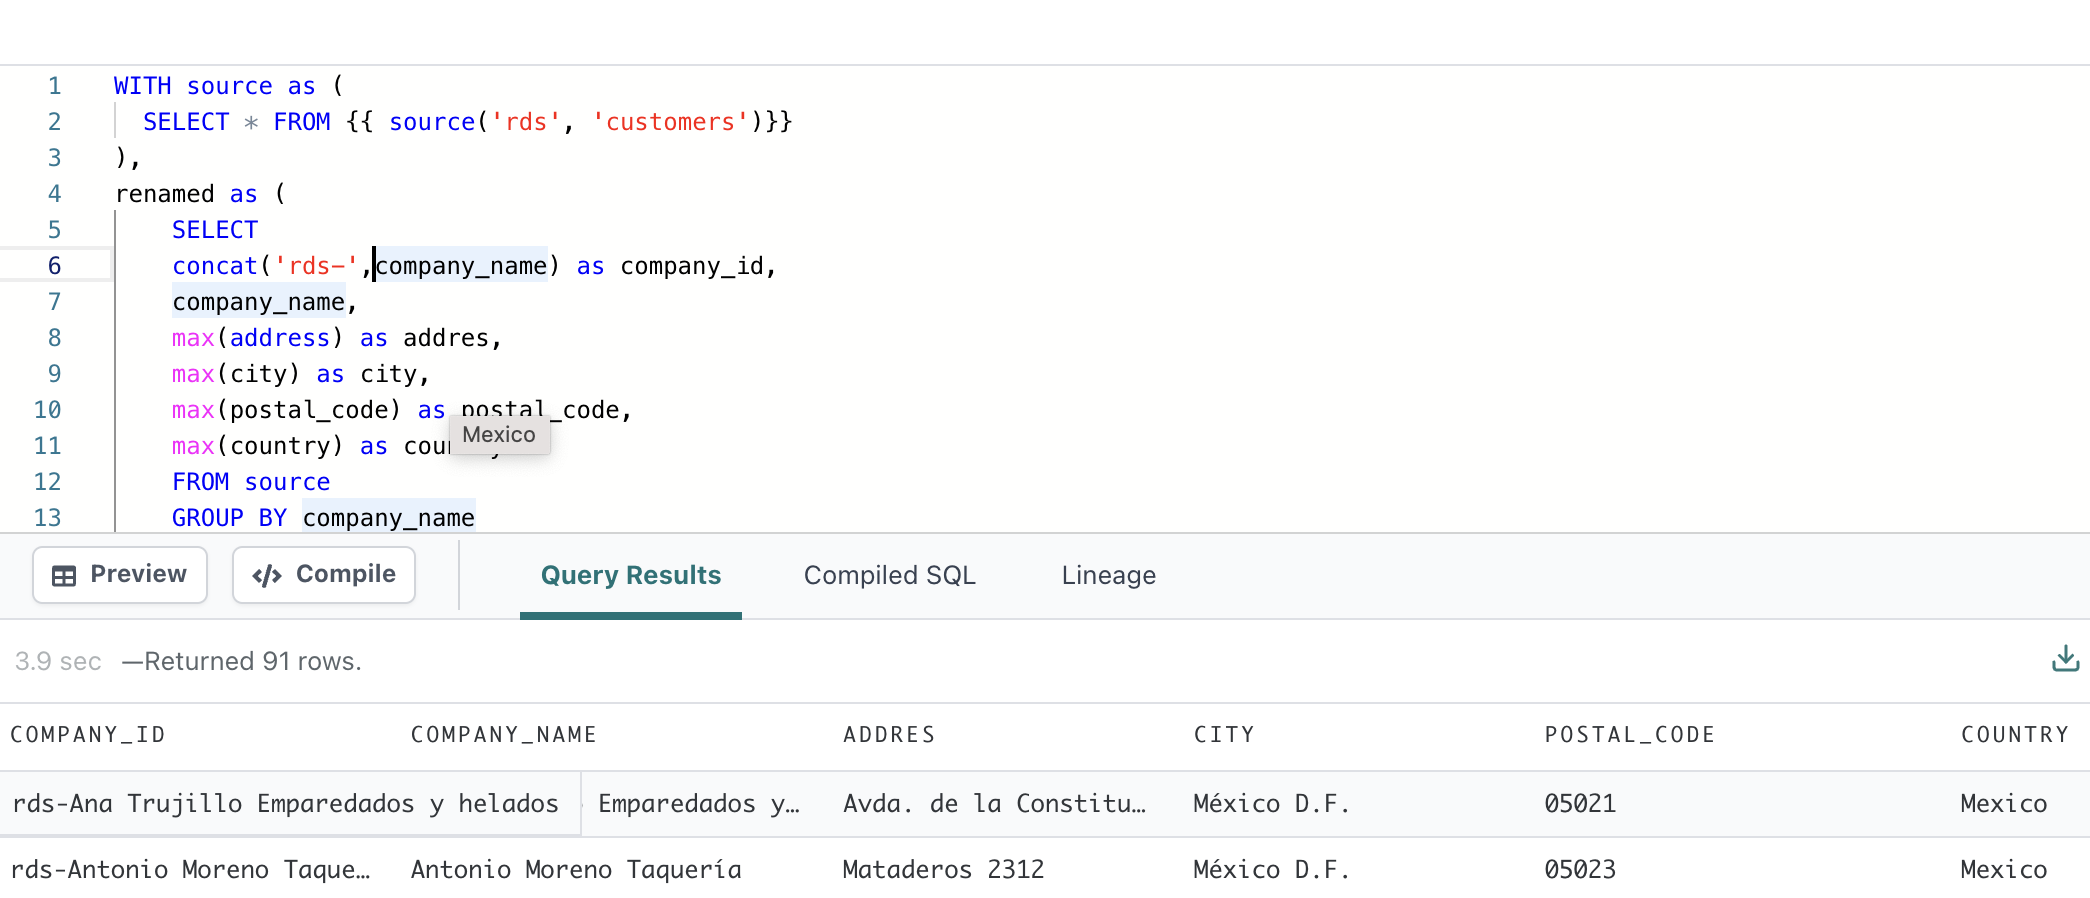 1 WITH source as (
2 SELECT * FROM {{ source('rds', 'customers')}}
3 ),
4 renamed as (
5 SELECT
6 concat('rds-',company_name) as company_id,
7 company_name,
8 max(address) as addres,
9 max(city) as city,
10 max(postal_code) as postal_code,
Mexico
11 max(country) as
12 FROM source
13 GROUP BY company_name
Preview Compile Query Results Compiled SQL Lineage
3.9 sec —Returned 91 rows.
COMPANY_ID COMPANY_NAME ADDRES CITY POSTAL_CODE COUNTRY
rds-Ana Trujillo Emparedados y helados Emparedados y… Avda. de la Constitu… México D.F. 05021 Mexico
rds-Antonio Moreno Taque… Antonio Moreno Taquería Mataderos 2312 México D.F. 05023 Mexico